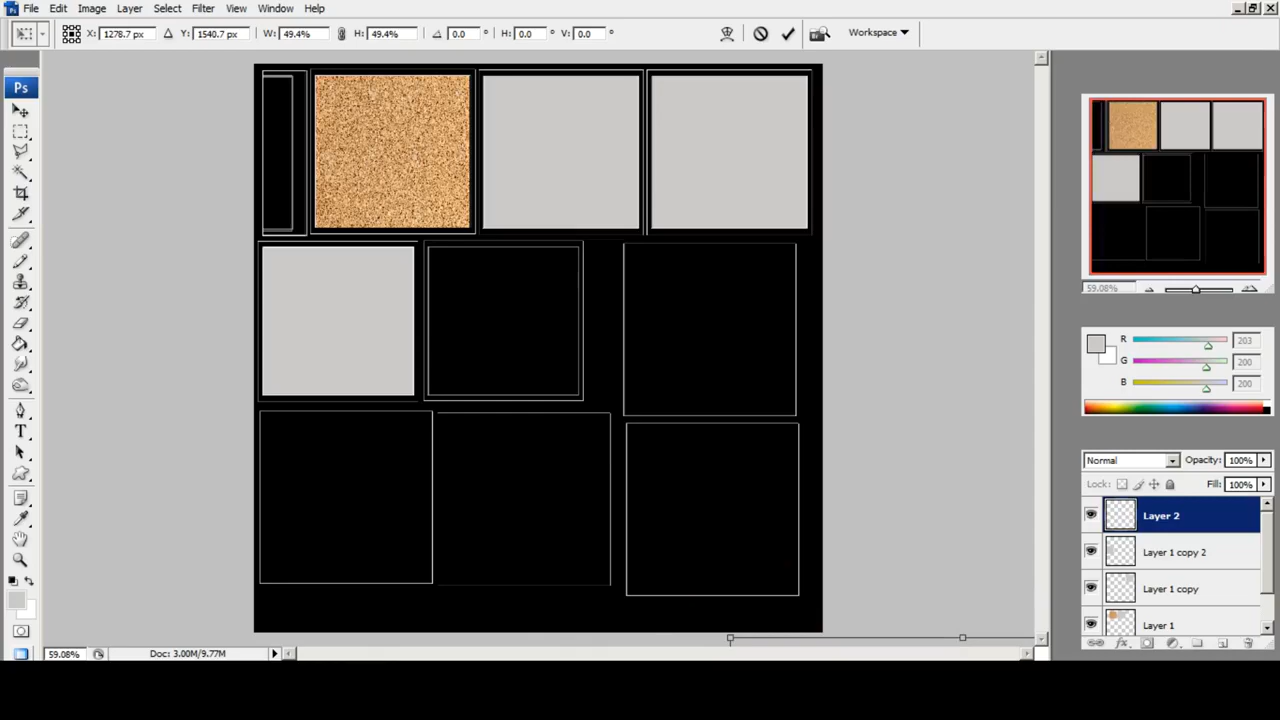 Ps File Edit Image Layer Select Filter View Window Help
X: 1278.7 px Y: 1540.7 px W: 49.4% H: 49.4% 0.0 ° H: 0.0 ° V: 0.0 ° Workspace
Ps
T
59.08%
R 203
G 200
B 200
Normal Opacity: 100%
Lock: Fill: 100%
Layer 2
Layer 1 copy 2
Layer 1 copy
Layer 1
fx
59.08% Doc: 3.00M/9.77M